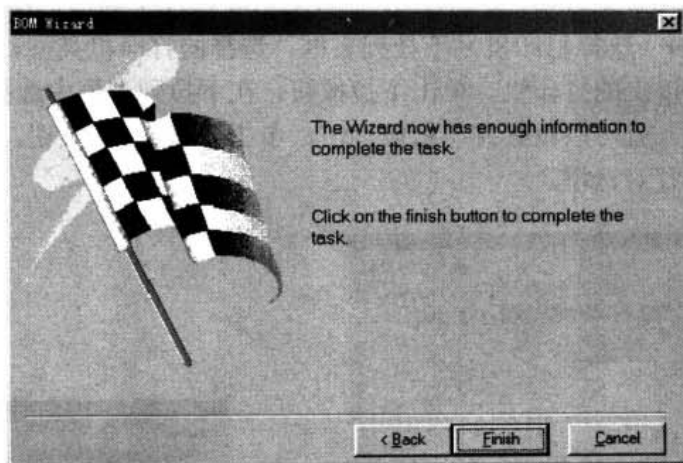 BOM Wizard
The Wizard now has enough information to
complete the task.
Click on the finish button to complete the
task.
< Back
Finish
Cancel